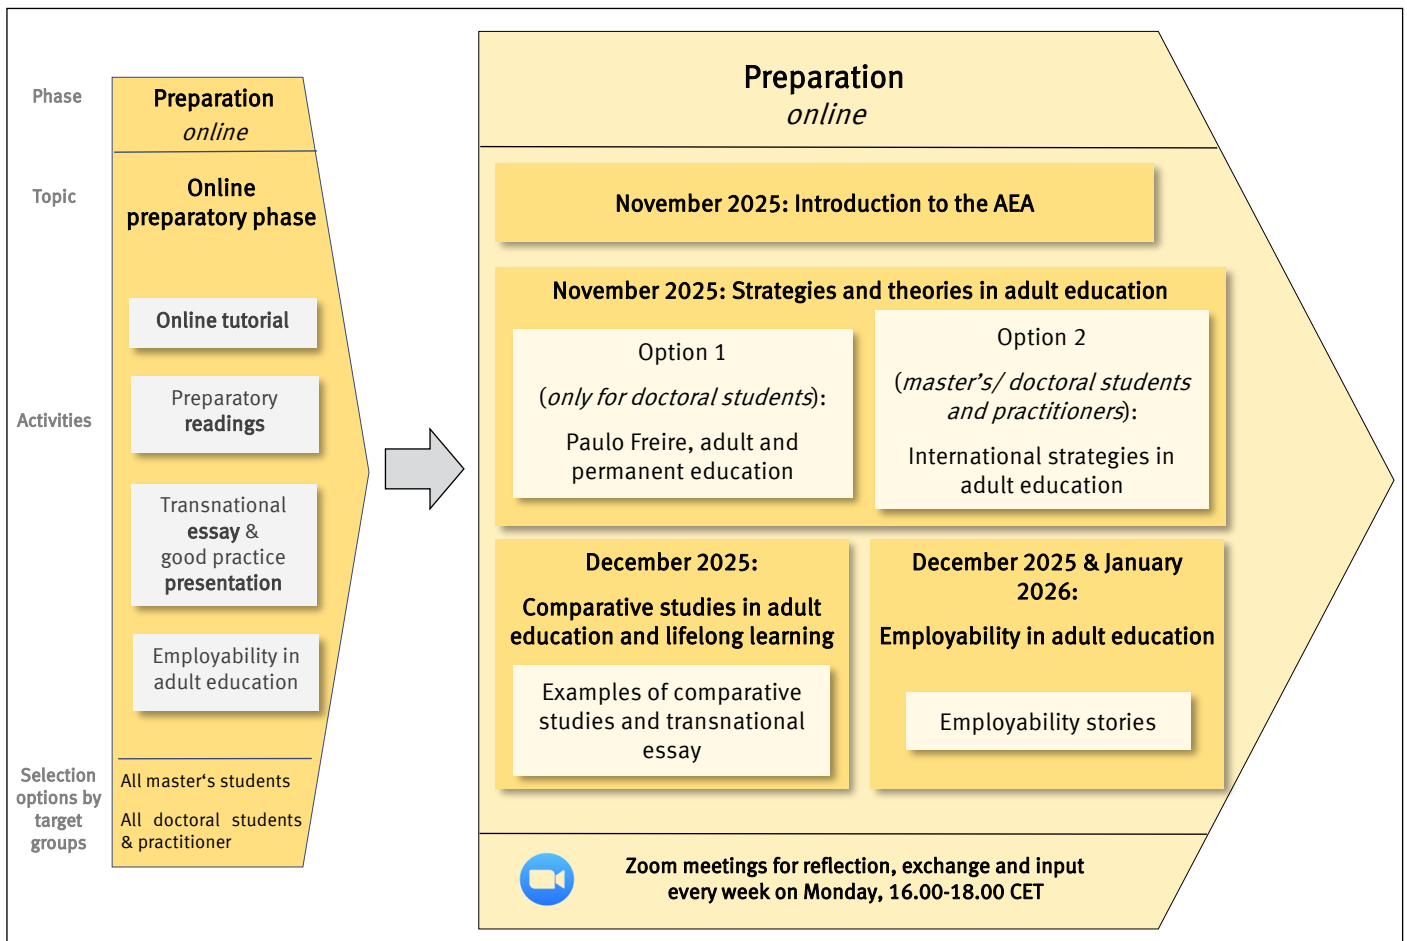 Phase
Preparation
online
Topic
Online
preparatory phase
Activities
Online tutorial
Preparatory
readings
Transnational
essay &
good practice
presentation
Employability in
adult education
Selection
options by
target
groups
All master‘s students
All doctoral students
& practitioner
Preparation
online
November 2025: Introduction to the AEA
November 2025: Strategies and theories in adult education
Option 1
(only for doctoral students):
Paulo Freire, adult and
permanent education
Option 2
(master’s/ doctoral students
and practitioners):
International strategies in
adult education
December 2025:
Comparative studies in adult
education and lifelong learning
Examples of comparative
studies and transnational
essay
December 2025 & January
2026:
Employability in adult education
Employability stories
Zoom meetings for reflection, exchange and input
every week on Monday, 16.00-18.00 CET